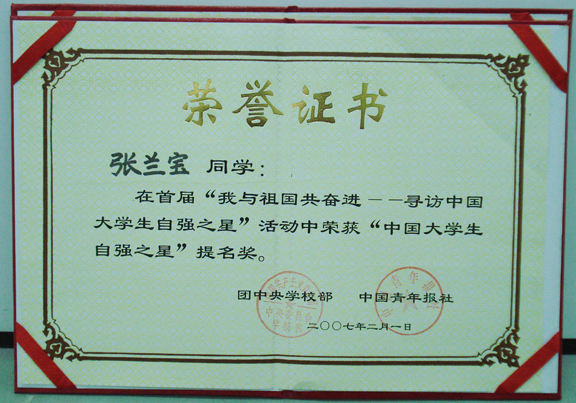 荣誉证书
张兰宝 同学：
在首届“我与祖国共奋进——寻访中国
大学生自强之星”活动中荣获“中国大学生
自强之星”提名奖。
团中央学校部 中国青年报社
二〇〇七年二月一日